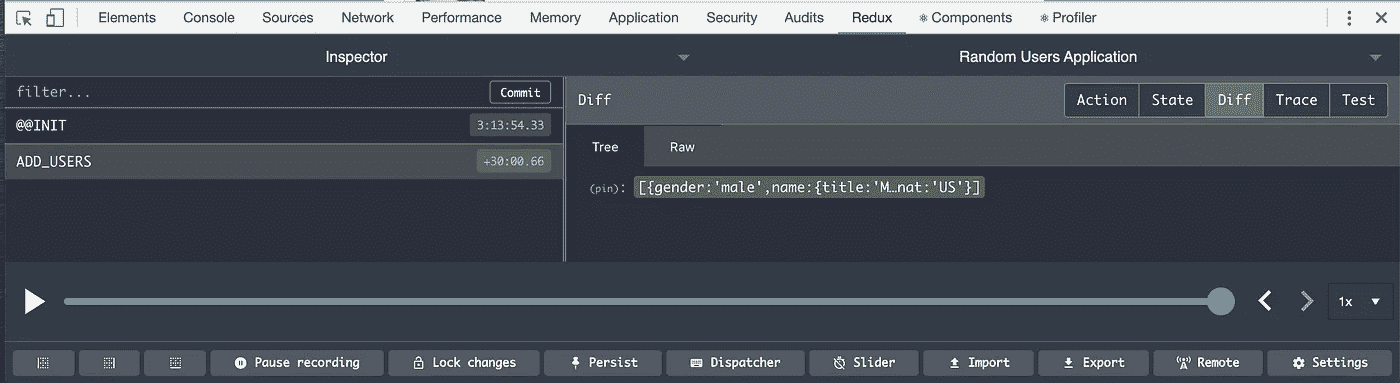 Elements Console Sources Network Performance Memory Application Security Audits Redux Components Profiler
Inspector Random Users Application
filter... Commit
@@INIT 3:13:54.33
ADD_USERS +30:00.66
Diff Action State Diff Trace Test
Tree Raw
(pin): [{gender:'male',name:{title:'M…nat:'US'}]
1x
Pause recording Lock changes Persist Dispatcher Slider Import Export Remote Settings